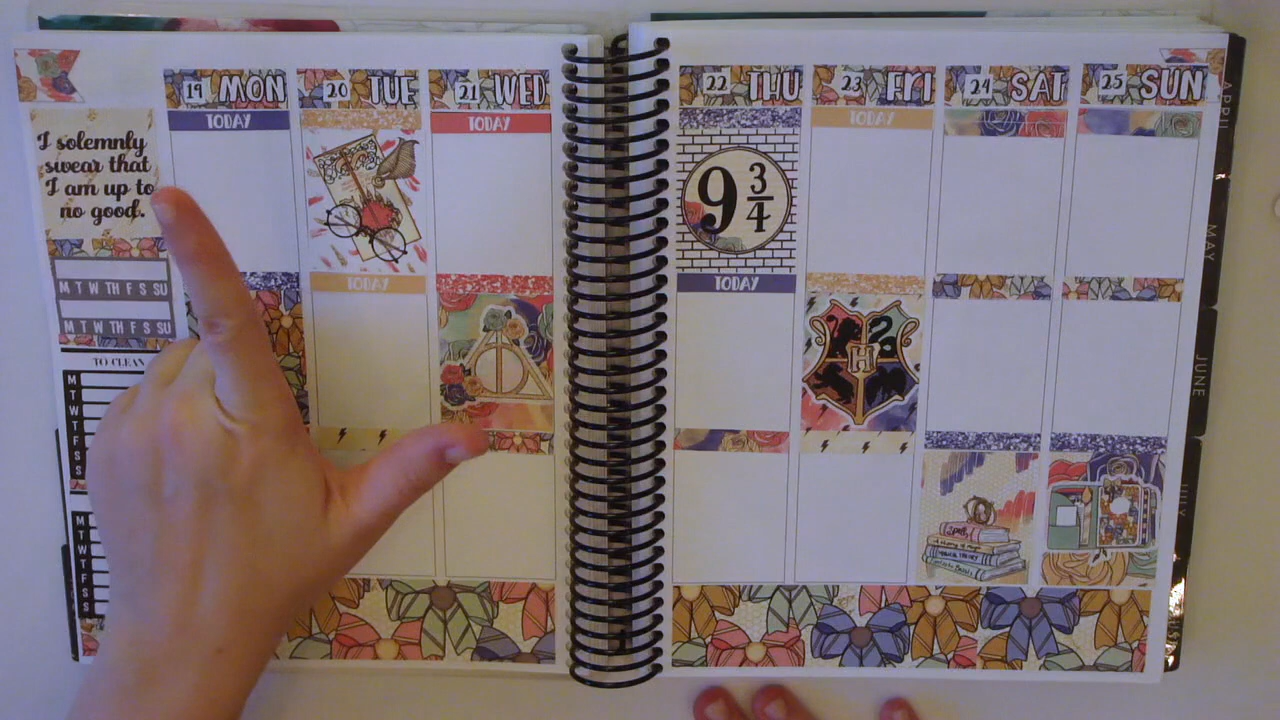 19 MON
20 TUE
21 WED
22 THU
23 FRI
24 SAT
25 SUN
TODAY
TODAY
TODAY
I solemnly
swear that
I am up to
no good.
9 3/4
M T W TH F S SU
M T W TH F S SU
TODAY
TODAY
H
TO CLEAN
M
T
W
T
F
S
S
M
T
W
T
F
S
S
Spells
APRIL
MAY
JUNE
JULY